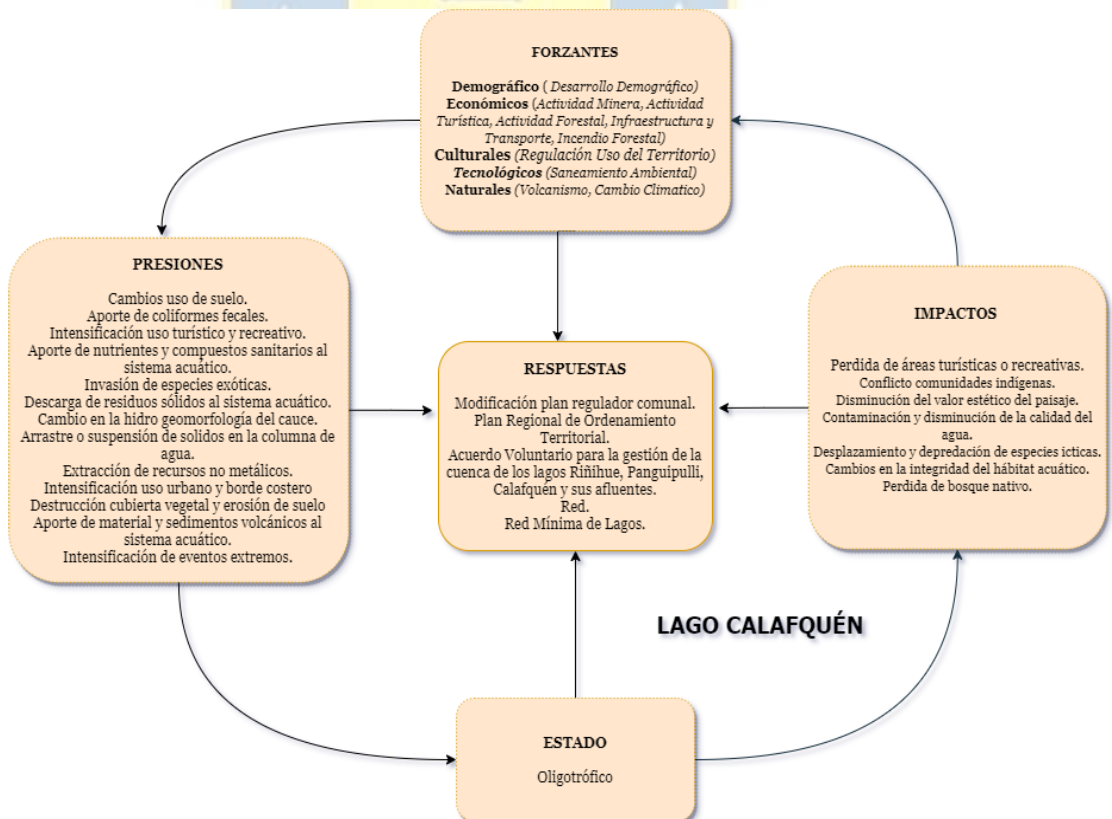 FORZANTES
Demográfico ( Desarrollo Demográfico)
Económicos (Actividad Minera, Actividad
Turística, Actividad Forestal, Infraestructura y
Transporte, Incendio Forestal)
Culturales (Regulación Uso del Territorio)
Tecnológicos (Saneamiento Ambiental)
Naturales (Volcanismo, Cambio Climatico)
PRESIONES
Cambios uso de suelo.
Aporte de coliformes fecales.
Intensificación uso turístico y recreativo.
Aporte de nutrientes y compuestos sanitarios al
sistema acuático.
Invasión de especies exóticas.
Descarga de residuos sólidos al sistema acuático.
Cambio en la hidro geomorfología del cauce.
Arrastre o suspensión de solidos en la columna de
agua.
Extracción de recursos no metálicos.
Intensificación uso urbano y borde costero
Destrucción cubierta vegetal y erosión de suelo
Aporte de material y sedimentos volcánicos al
sistema acuático.
Intensificación de eventos extremos.
RESPUESTAS
Modificación plan regulador comunal.
Plan Regional de Ordenamiento
Territorial.
Acuerdo Voluntario para la gestión de la
cuenca de los lagos Riñihue, Panguipulli,
Calafquén y sus afluentes.
Red.
Red Mínima de Lagos.
IMPACTOS
Perdida de áreas turísticas o recreativas.
Conflicto comunidades indígenas.
Disminución del valor estético del paisaje.
Contaminación y disminución de la calidad del
agua.
Desplazamiento y depredación de especies icticas.
Cambios en la integridad del hábitat acuático.
Perdida de bosque nativo.
LAGO CALAFQUÉN
ESTADO
Oligotrófico